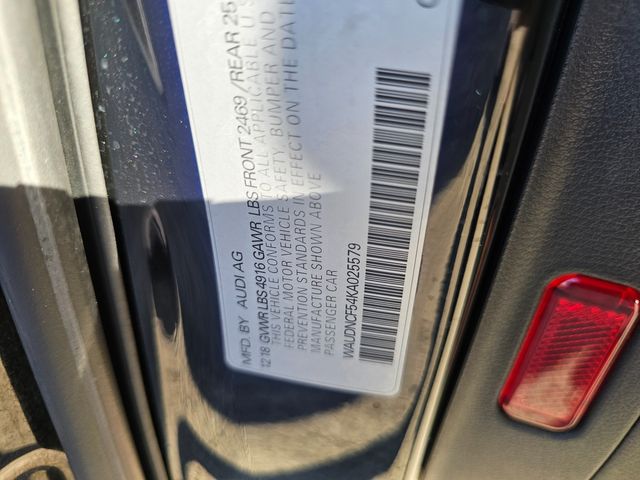 MFD. BY AUDI AG
12.18 GVWR LBS 4916 GAWR LBS FRONT 2469 /REAR 25
THIS VEHICLE CONFORMS TO ALL APPLICABLE U S
FEDERAL MOTOR VEHICLE SAFETY, BUMPER AND
PREVENTION STANDARDS IN EFFECT ON THE DATE
MANUFACTURE SHOWN ABOVE
PASSENGER CAR
WAUDNCF54KA025579